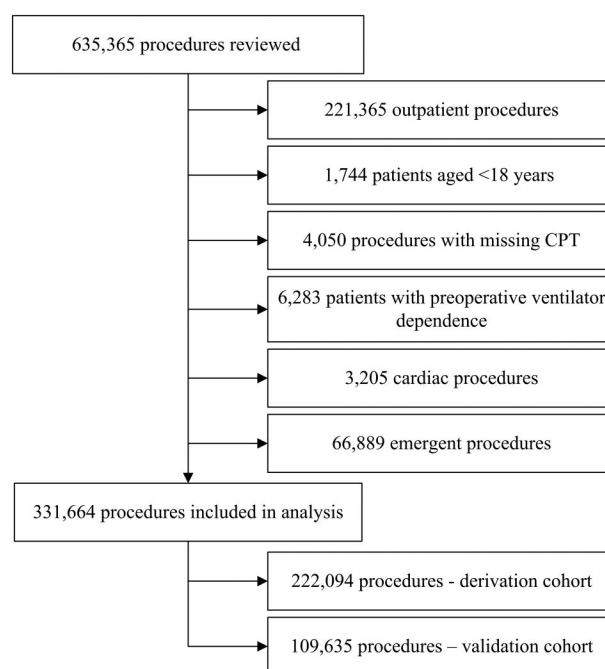 635,365 procedures reviewed
221,365 outpatient procedures
1,744 patients aged <18 years
4,050 procedures with missing CPT
6,283 patients with preoperative ventilator
dependence
3,205 cardiac procedures
66,889 emergent procedures
331,664 procedures included in analysis
222,094 procedures - derivation cohort
109,635 procedures – validation cohort